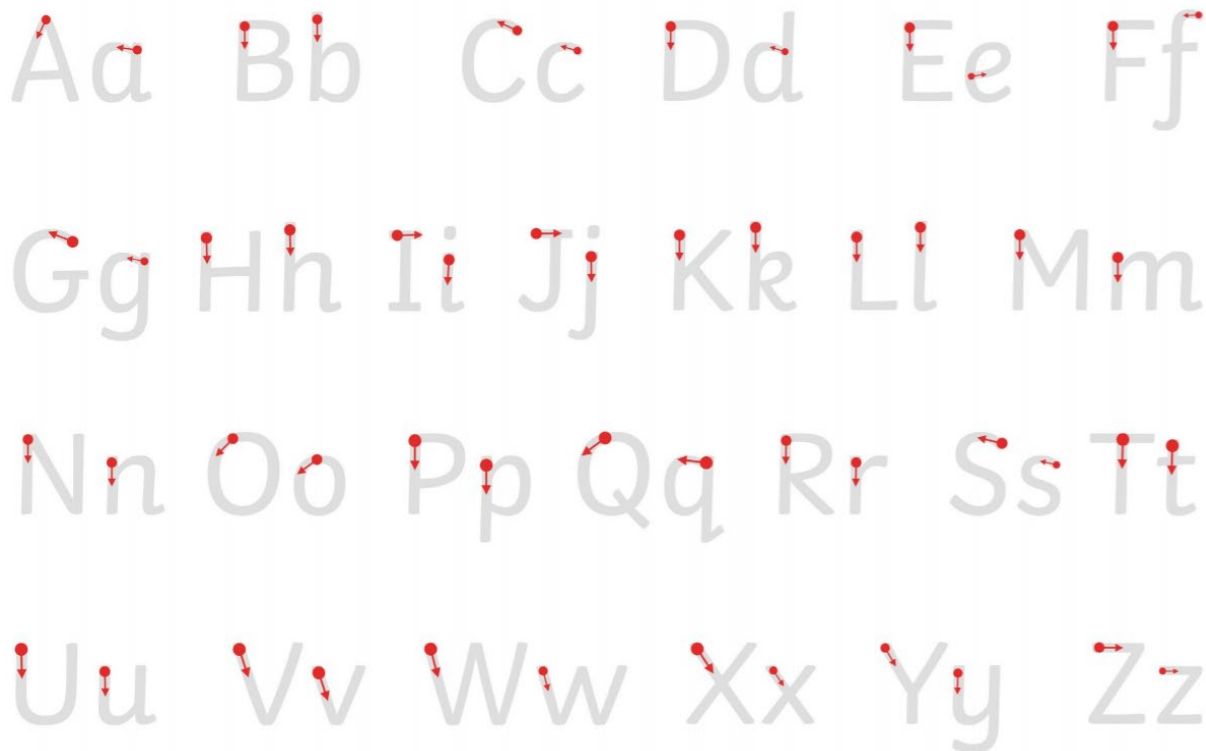 Aa Bb Cc Dd Ee Ff
Gg Hh Ii Jj Kk Ll Mm
Nn Oo Pp Qq Rr Ss Tt
Uu Vv Ww Xx Yy Zz